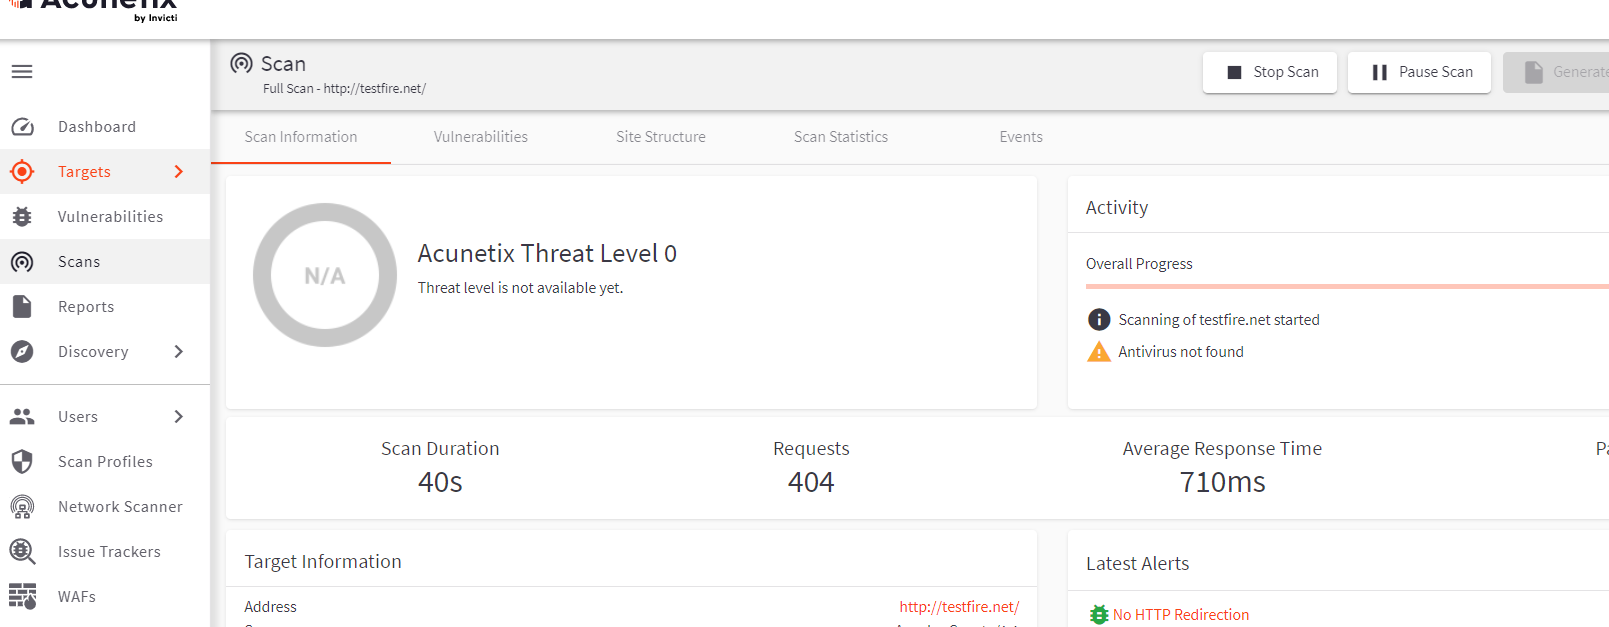 Acunetix
by Invicti
Scan
Full Scan - http://testfire.net/
Stop Scan
Pause Scan
Generate
Dashboard
Targets
Vulnerabilities
Scans
Reports
Discovery
Users
Scan Profiles
Network Scanner
Issue Trackers
WAFs
Scan Information
Vulnerabilities
Site Structure
Scan Statistics
Events
N/A
Acunetix Threat Level 0
Threat level is not available yet.
Activity
Overall Progress
Scanning of testfire.net started
Antivirus not found
Scan Duration
40s
Requests
404
Average Response Time
710ms
Target Information
Address
http://testfire.net/
Latest Alerts
No HTTP Redirection